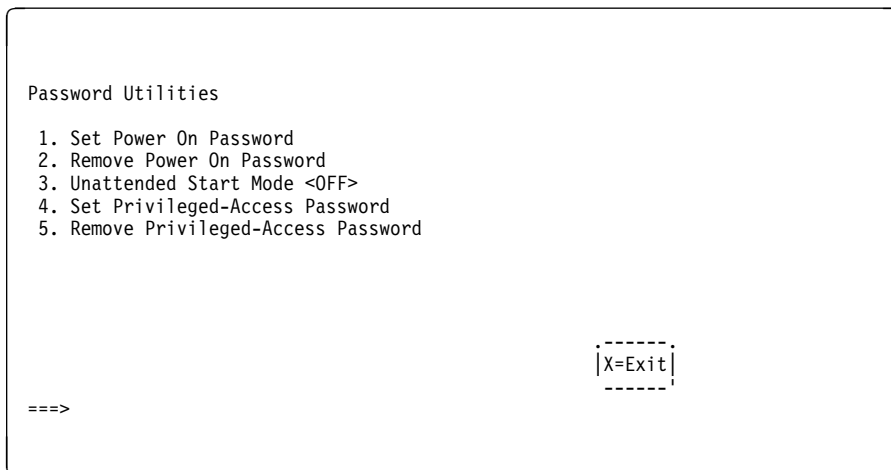 Password Utilities
1. Set Power On Password
2. Remove Power On Password
3. Unattended Start Mode <OFF>
4. Set Privileged-Access Password
5. Remove Privileged-Access Password
X=Exit
===>